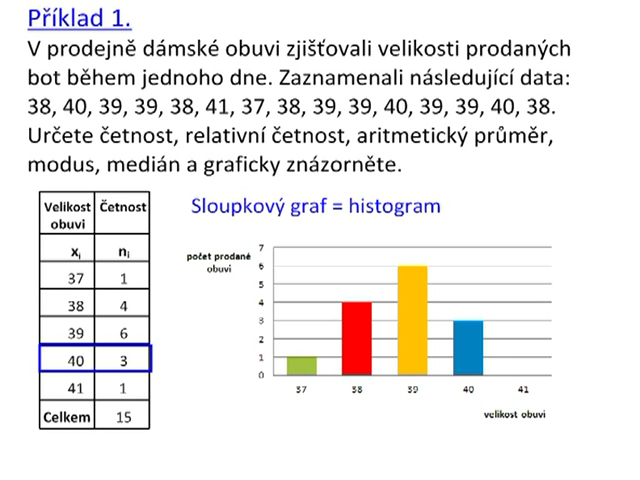 Příklad 1.
V prodejně dámské obuvi zjišťovali velikosti prodaných
bot během jednoho dne. Zaznamenali následující data:
38, 40, 39, 39, 38, 41, 37, 38, 39, 39, 40, 39, 39, 40, 38.
Určete četnost, relativní četnost, aritmetický průměr,
modus, medián a graficky znázorněte.
Velikost obuvi Četnost
xᵢ nᵢ
37 1
38 4
39 6
40 3
41 1
Celkem 15
Sloupkový graf = histogram
počet prodané
obuvi
7
6
5
4
3
2
1
0
37 38 39 40 41
velikost obuvi